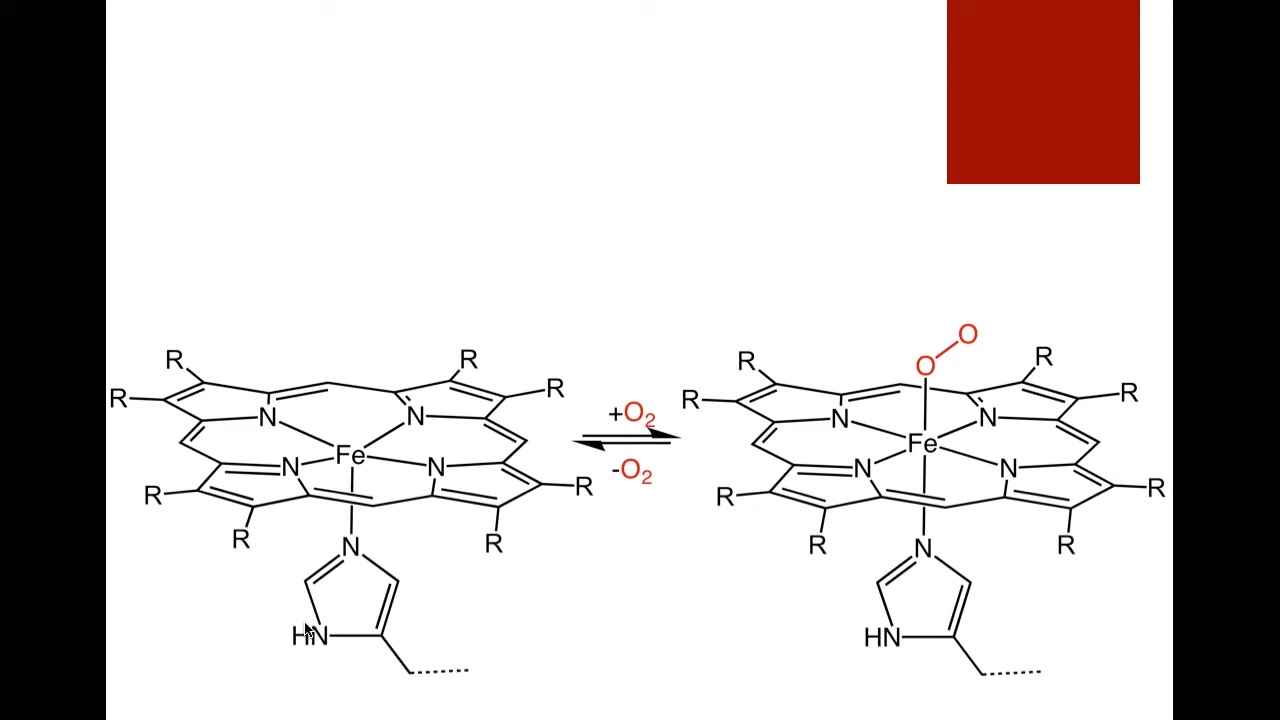 O
R R R O R
R R R R
+O₂
N N N N
Fe Fe
-O₂
N N N N
R R R R
R R R R
N N
HN HN